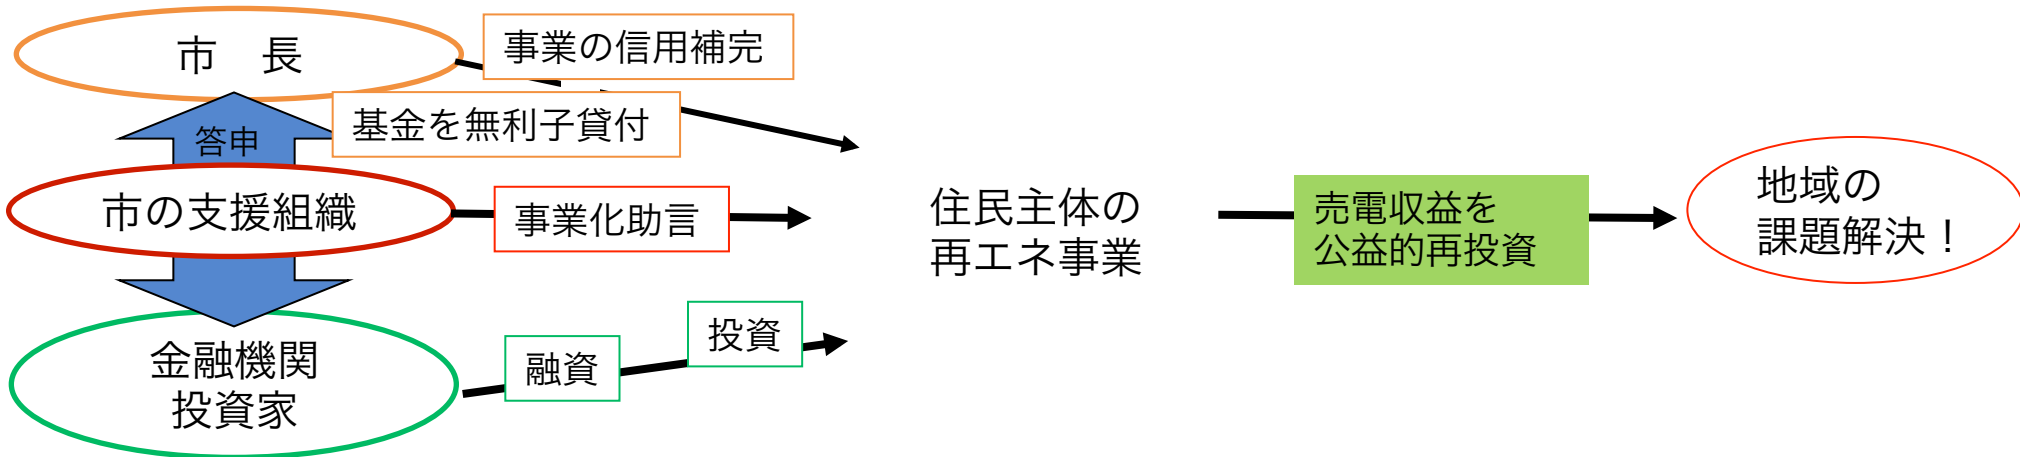 市　長
事業の信用補完
基金を無利子貸付
答申
市の支援組織
事業化助言
金融機関
投資家
融資
投資
住民主体の
再エネ事業
売電収益を
公益的再投資
地域の
課題解決！